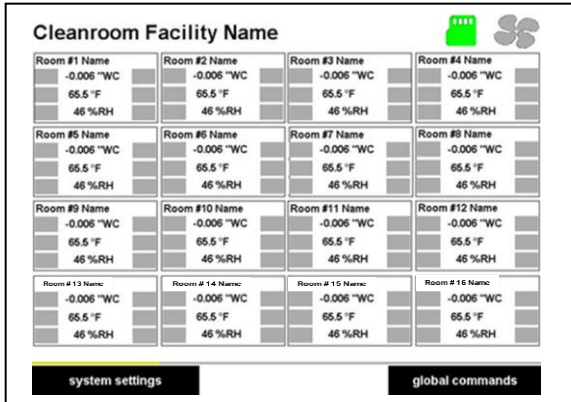 Cleanroom Facility Name
Room #1 Name Room #2 Name Room #3 Name Room #4 Name
-0.006 "WC -0.006 "WC -0.006 "WC -0.006 "WC
65.5 °F 65.5 °F 65.5 °F 65.5 °F
46 %RH 46 %RH 46 %RH 46 %RH
Room #5 Name Room #6 Name Room #7 Name Room #8 Name
-0.006 "WC -0.006 "WC -0.006 "WC -0.006 "WC
65.5 °F 65.5 °F 65.5 °F 65.5 °F
46 %RH 46 %RH 46 %RH 46 %RH
Room #9 Name Room #10 Name Room #11 Name Room #12 Name
-0.006 "WC -0.006 "WC -0.006 "WC -0.006 "WC
65.5 °F 65.5 °F 65.5 °F 65.5 °F
46 %RH 46 %RH 46 %RH 46 %RH
Room # 13 Name Room # 14 Name Room # 15 Name Room # 16 Name
-0.006 "WC -0.006 "WC -0.006 "WC -0.006 "WC
65.5 °F 65.5 °F 65.5 °F 65.5 °F
46 %RH 46 %RH 46 %RH 46 %RH
system settings global commands